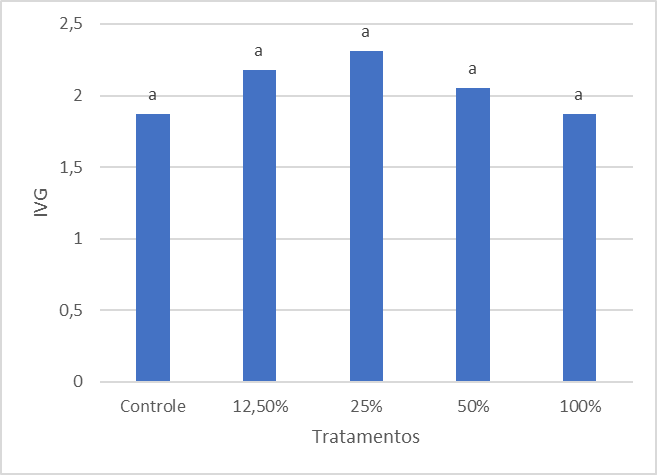 2,5
2
1,5
1
0,5
0
IVG
a
a
a
a
a
Controle
12,50%
25%
50%
100%
Tratamentos